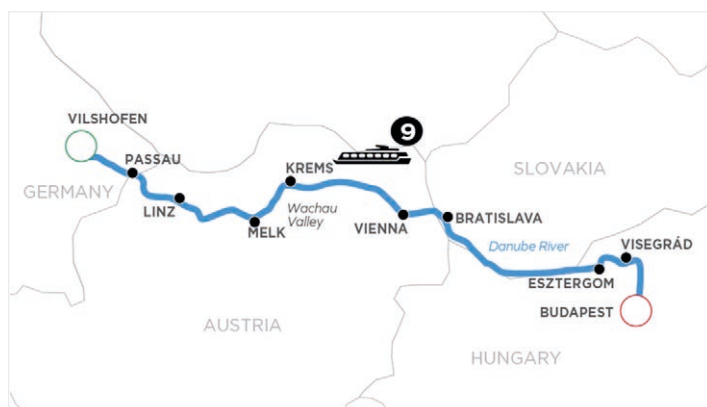 VILSHOFEN
9
PASSAU
KREMS
SLOVAKIA
GERMANY
LINZ
Wachau
Valley
MELK
VIENNA
BRATISLAVA
Danube River
VISEGRÁD
ESZTERGOM
BUDAPEST
AUSTRIA
HUNGARY